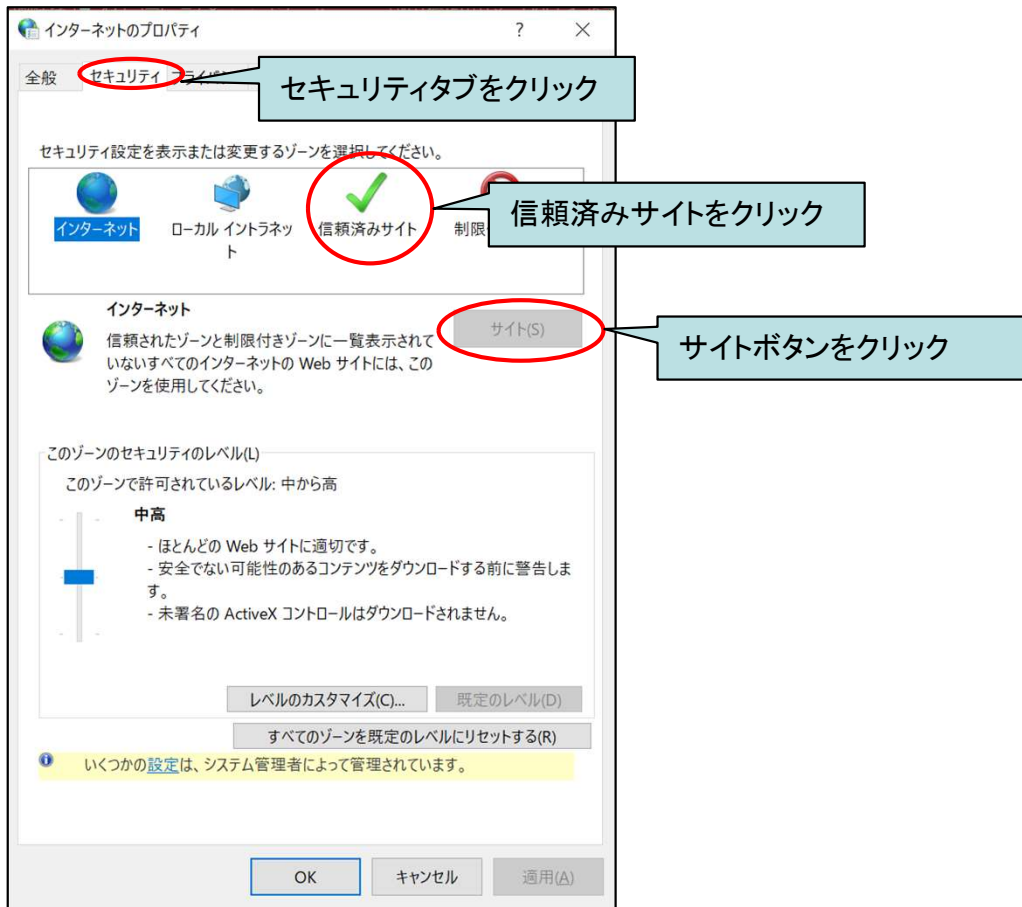 インターネットのプロパティ
全般 セキュリティ
セキュリティタブをクリック
セキュリティ設定を表示または変更するゾーンを選択してください。
インターネット
ローカル イントラネッ
ト
信頼済みサイト
制限
信頼済みサイトをクリック
インターネット
信頼されたゾーンと制限付きゾーンに一覧表示されて
いないすべてのインターネットの Web サイトには、この
ゾーンを使用してください。
サイト(S)
サイトボタンをクリック
このゾーンのセキュリティのレベル(L)
このゾーンで許可されているレベル: 中から高
中高
- ほとんどの Web サイトに適切です。
- 安全でない可能性のあるコンテンツをダウンロードする前に警告しま
す。
- 未署名の ActiveX コントロールはダウンロードされません。
レベルのカスタマイズ(C)... 既定のレベル(D)
すべてのゾーンを既定のレベルにリセットする(R)
いくつかの設定は、システム管理者によって管理されています。
OK キャンセル 適用(A)